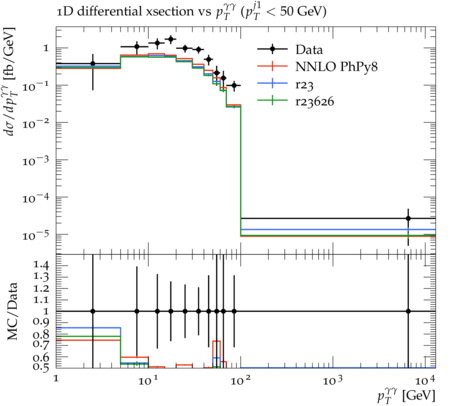 1D differential xsection vs p_T^{γγ} (p_T^{j1} < 50 GeV)
dσ/dp_T^{γγ} [fb/GeV]
1
10^{−1}
10^{−2}
10^{−3}
10^{−4}
10^{−5}
Data
NNLO PhPy8
r23
r23626
MC/Data
1.4
1.3
1.2
1.1
1
0.9
0.8
0.7
0.6
0.5
1 10^1 10^2 10^3 10^4
p_T^{γγ} [GeV]